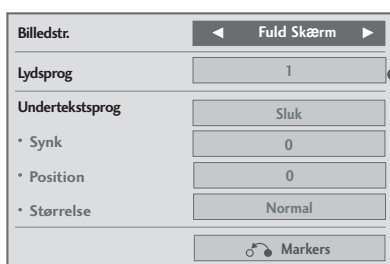 Billedstr. ◀ Fuld Skærm ▶
Lydsprog 1
Undertekstsprog Sluk
• Synk 0
• Position 0
• Størrelse Normal
Markers